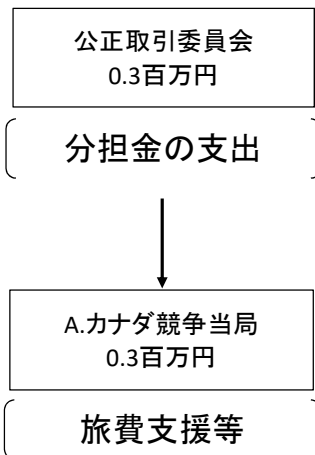 公正取引委員会
0.3百万円
分担金の支出
A.カナダ競争当局
0.3百万円
旅費支援等